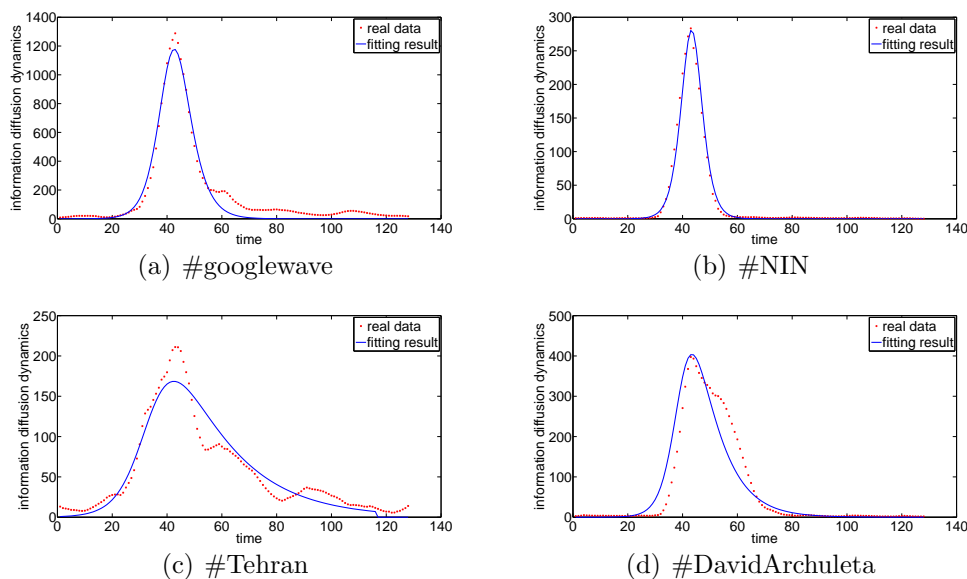 information diffusion dynamics
1400
1200
1000
800
600
400
200
0
0 20 40 60 80 100 120 140
time
real data
fitting result
(a) #googlewave
information diffusion dynamics
300
250
200
150
100
50
0
0 20 40 60 80 100 120 140
time
real data
fitting result
(b) #NIN
information diffusion dynamics
250
200
150
100
50
0
0 20 40 60 80 100 120 140
time
real data
fitting result
(c) #Tehran
information diffusion dynamics
500
400
300
200
100
0
0 20 40 60 80 100 120 140
time
real data
fitting result
(d) #DavidArchuleta